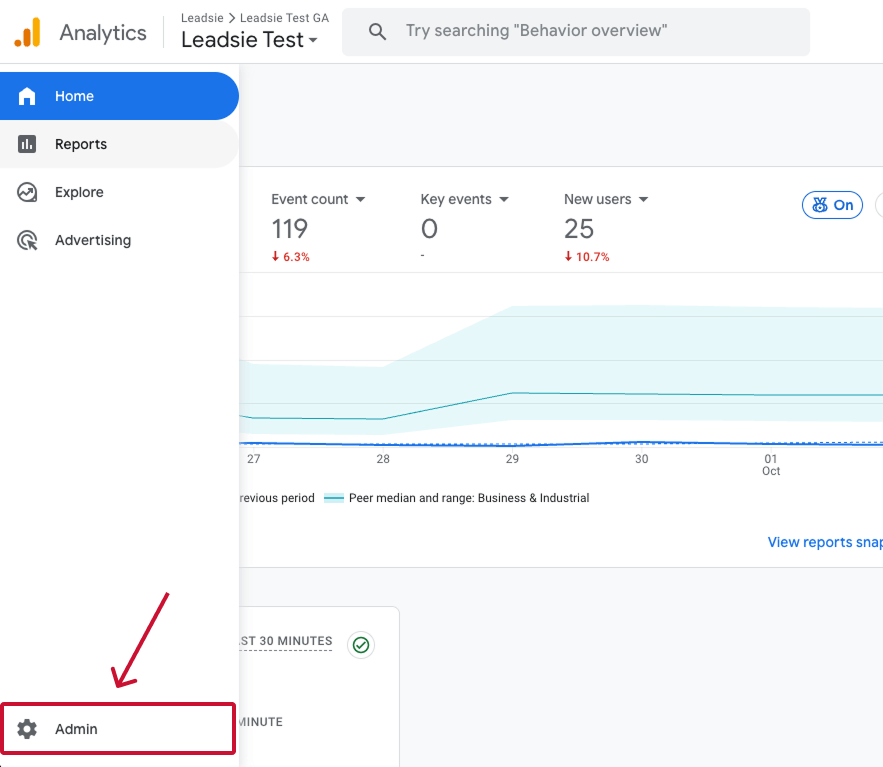 Analytics
Leadsie > Leadsie Test GA
Leadsie Test
Try searching "Behavior overview"
Home
Reports
Explore
Advertising
Event count
Key events
New users
119
0
25
6.3%
-
10.7%
On
27
28
29
30
01
Oct
revious period
Peer median and range: Business & Industrial
View reports snap
AST 30 MINUTES
MINUTE
Admin